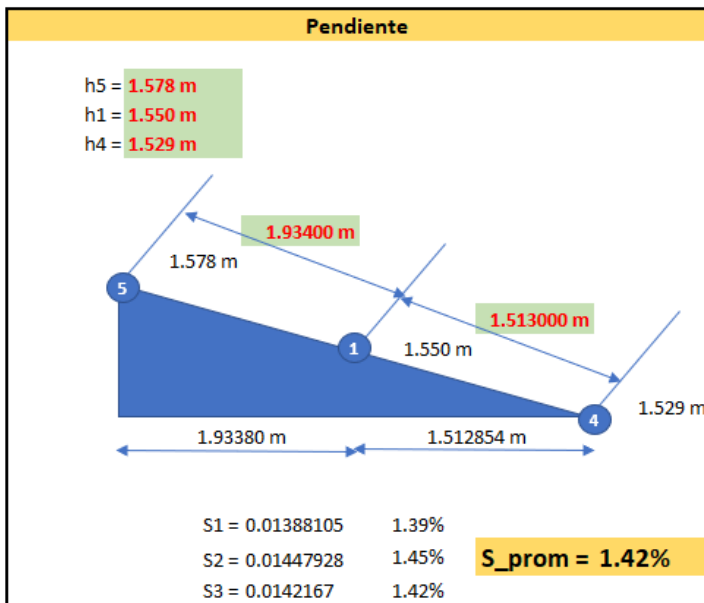 Pendiente
h5 = 1.578 m
h1 = 1.550 m
h4 = 1.529 m
1.93400 m
1.578 m
5
1.513000 m
1
1.550 m
1.529 m
4
1.93380 m 1.512854 m
S1 = 0.01388105 1.39%
S2 = 0.01447928 1.45%
S_prom = 1.42%
S3 = 0.0142167 1.42%